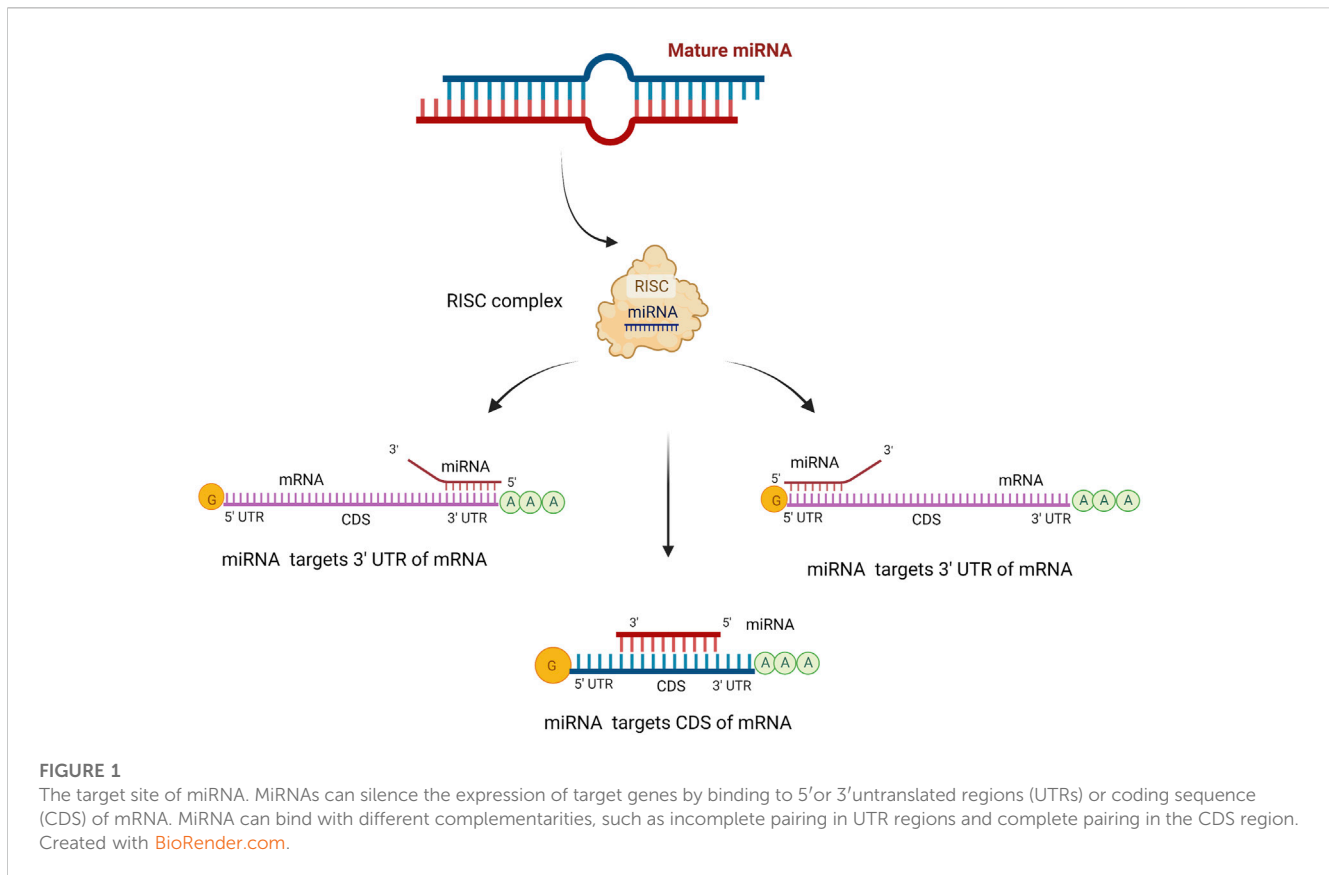 Mature miRNA
RISC complex
RISC
miRNA
3'
mRNA
miRNA
5'
G
A A A
5' UTR
CDS
3' UTR
miRNA targets 3' UTR of mRNA
3'
miRNA
mRNA
5'
G
A A A
5' UTR
CDS
3' UTR
miRNA targets 3' UTR of mRNA
3'
5'
miRNA
G
A A A
5' UTR
CDS
3' UTR
miRNA targets CDS of mRNA
FIGURE 1
The target site of miRNA. MiRNAs can silence the expression of target genes by binding to 5′or 3′untranslated regions (UTRs) or coding sequence
(CDS) of mRNA. MiRNA can bind with different complementarities, such as incomplete pairing in UTR regions and complete pairing in the CDS region.
Created with BioRender.com.